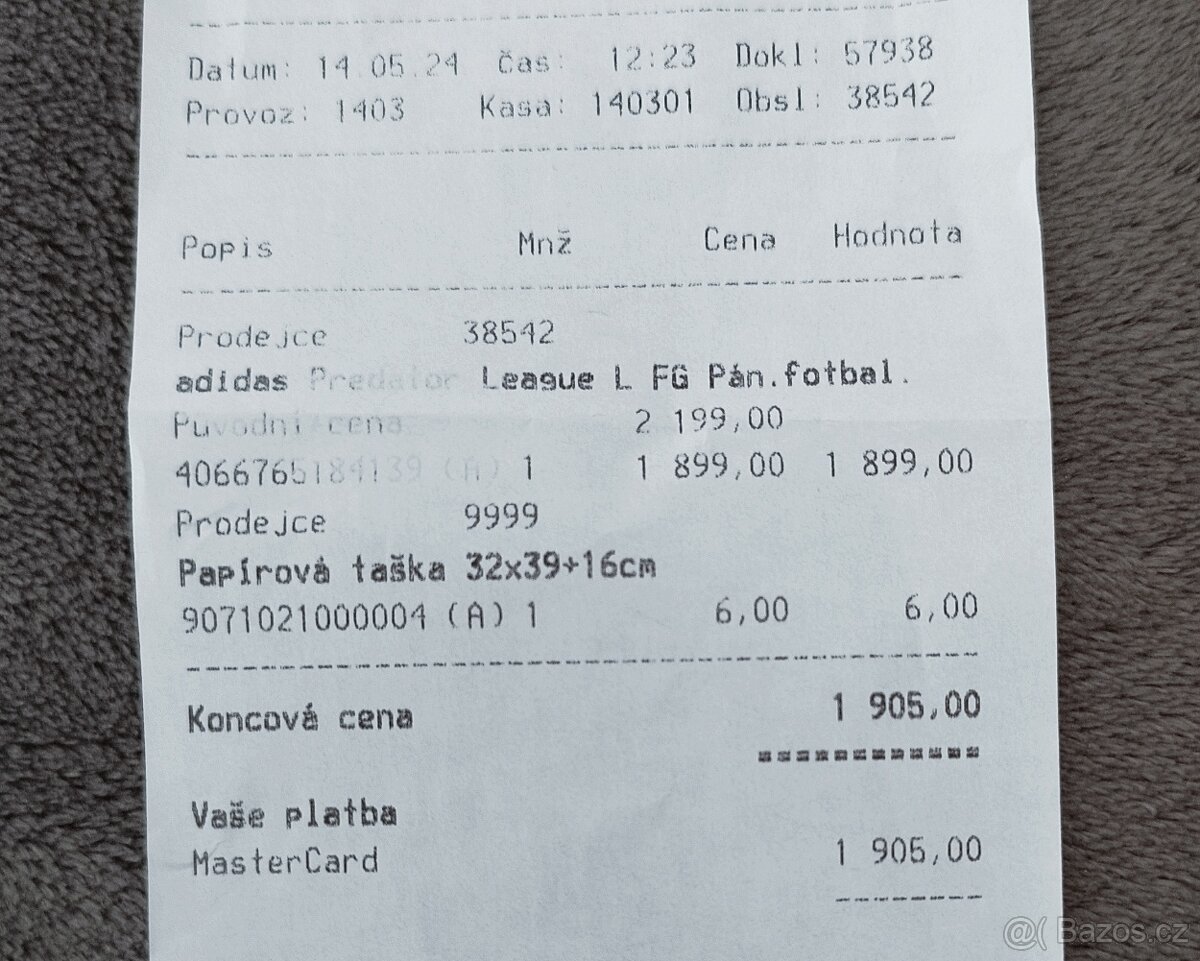 Datum: 14.05.24 čas: 12:23 Dokl: 57938
Provoz: 1403 Kasa: 140301 Obsl: 38542
Popis Mnž Cena Hodnota
Prodejce 38542
adidas Predator League L FG Pán.fotbal.
Puvodni cena 2 199,00
4066765184139 (A) 1 1 899,00 1 899,00
Prodejce 9999
Papírová taška 32x39+16cm
9071021000004 (A) 1 6,00 6,00
Koncová cena 1 905,00
Vaše platba
MasterCard 1 905,00
@( Bazos.cz